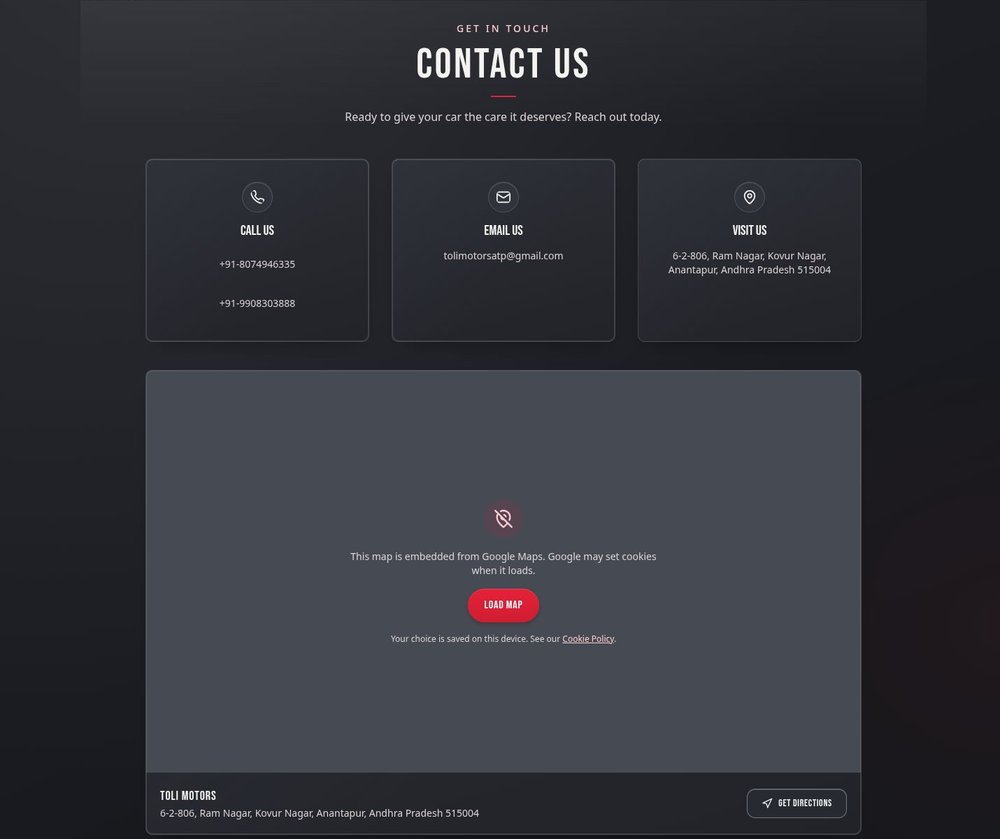 GET IN TOUCH
CONTACT US
Ready to give your car the care it deserves? Reach out today.
CALL US
+91-8074946335
+91-9908303888
EMAIL US
tolimotorsatp@gmail.com
VISIT US
6-2-806, Ram Nagar, Kovur Nagar,
Anantapur, Andhra Pradesh 515004
This map is embedded from Google Maps. Google may set cookies
when it loads.
LOAD MAP
Your choice is saved on this device. See our Cookie Policy.
TOLI MOTORS
6-2-806, Ram Nagar, Kovur Nagar, Anantapur, Andhra Pradesh 515004
GET DIRECTIONS